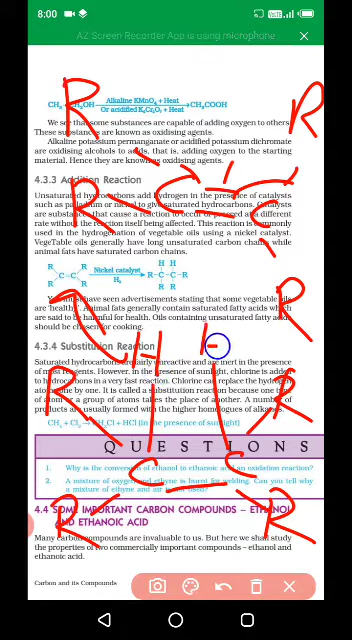 8:00
AZ Screen Recorder App is using microphone
CH₃ CH₂OH Alkaline KMnO₄ + Heat CH₃COOH
Or acidified K₂Cr₂O₇ + Heat
We see that some substances are capable of adding oxygen to others.
These substances are known as oxidising agents.
Alkaline potassium permanganate or acidified potassium dichromate
are oxidising alcohols to acids, that is, adding oxygen to the starting
material. Hence they are known as oxidising agents.
4.3.3 Addition Reaction
Unsaturated hydrocarbons add hydrogen in the presence of catalysts
such as palladium or nickel to give saturated hydrocarbons. Catalysts
are substances that cause a reaction to occur or proceed at a different
rate without the reaction itself being affected. This reaction is commonly
used in the hydrogenation of vegetable oils using a nickel catalyst.
VegeTable oils generally have long unsaturated carbon chains while
animal fats have saturated carbon chains.
H H
R R Nickel catalyst
C=C R–C–C–R
R R H₂
R R
You must have seen advertisements stating that some vegetable oils
are 'healthy'. Animal fats generally contain saturated fatty acids which
are said to be harmful for health. Oils containing unsaturated fatty acids
should be chosen for cooking.
4.3.4 Substitution Reaction
Saturated hydrocarbons are fairly unreactive and are inert in the presence
of most reagents. However, in the presence of sunlight, chlorine is added
to hydrocarbons in a very fast reaction. Chlorine can replace the hydrogen
atoms one by one. It is called a substitution reaction because one type
of atom or a group of atoms takes the place of another. A number of
products are usually formed with the higher homologues of alkanes.
CH₄ + Cl₂ → CH₃Cl + HCl (in the presence of sunlight)
QUESTIONS
1. Why is the conversion of ethanol to ethanoic acid an oxidation reaction?
2. A mixture of oxygen and ethyne is burnt for welding. Can you tell why
a mixture of ethyne and air is not used?
4.4 SOME IMPORTANT CARBON COMPOUNDS – ETHANOL
AND ETHANOIC ACID
Many carbon compounds are invaluable to us. But here we shall study
the properties of two commercially important compounds – ethanol and
ethanoic acid.
Carbon and its Compounds
R R
R C = C
R R
H H
R R
C C
R R